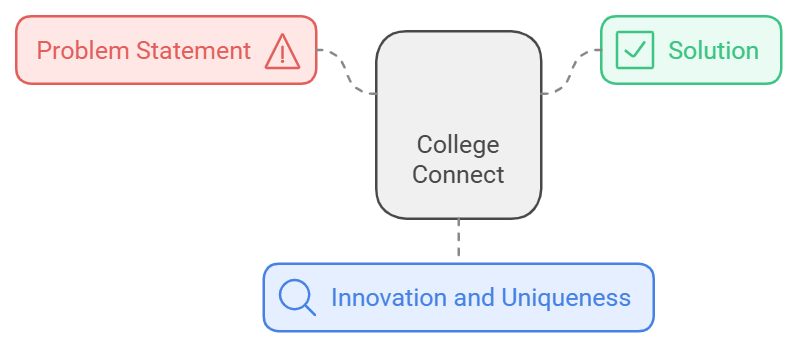 Problem Statement
Solution
College
Connect
Innovation and Uniqueness